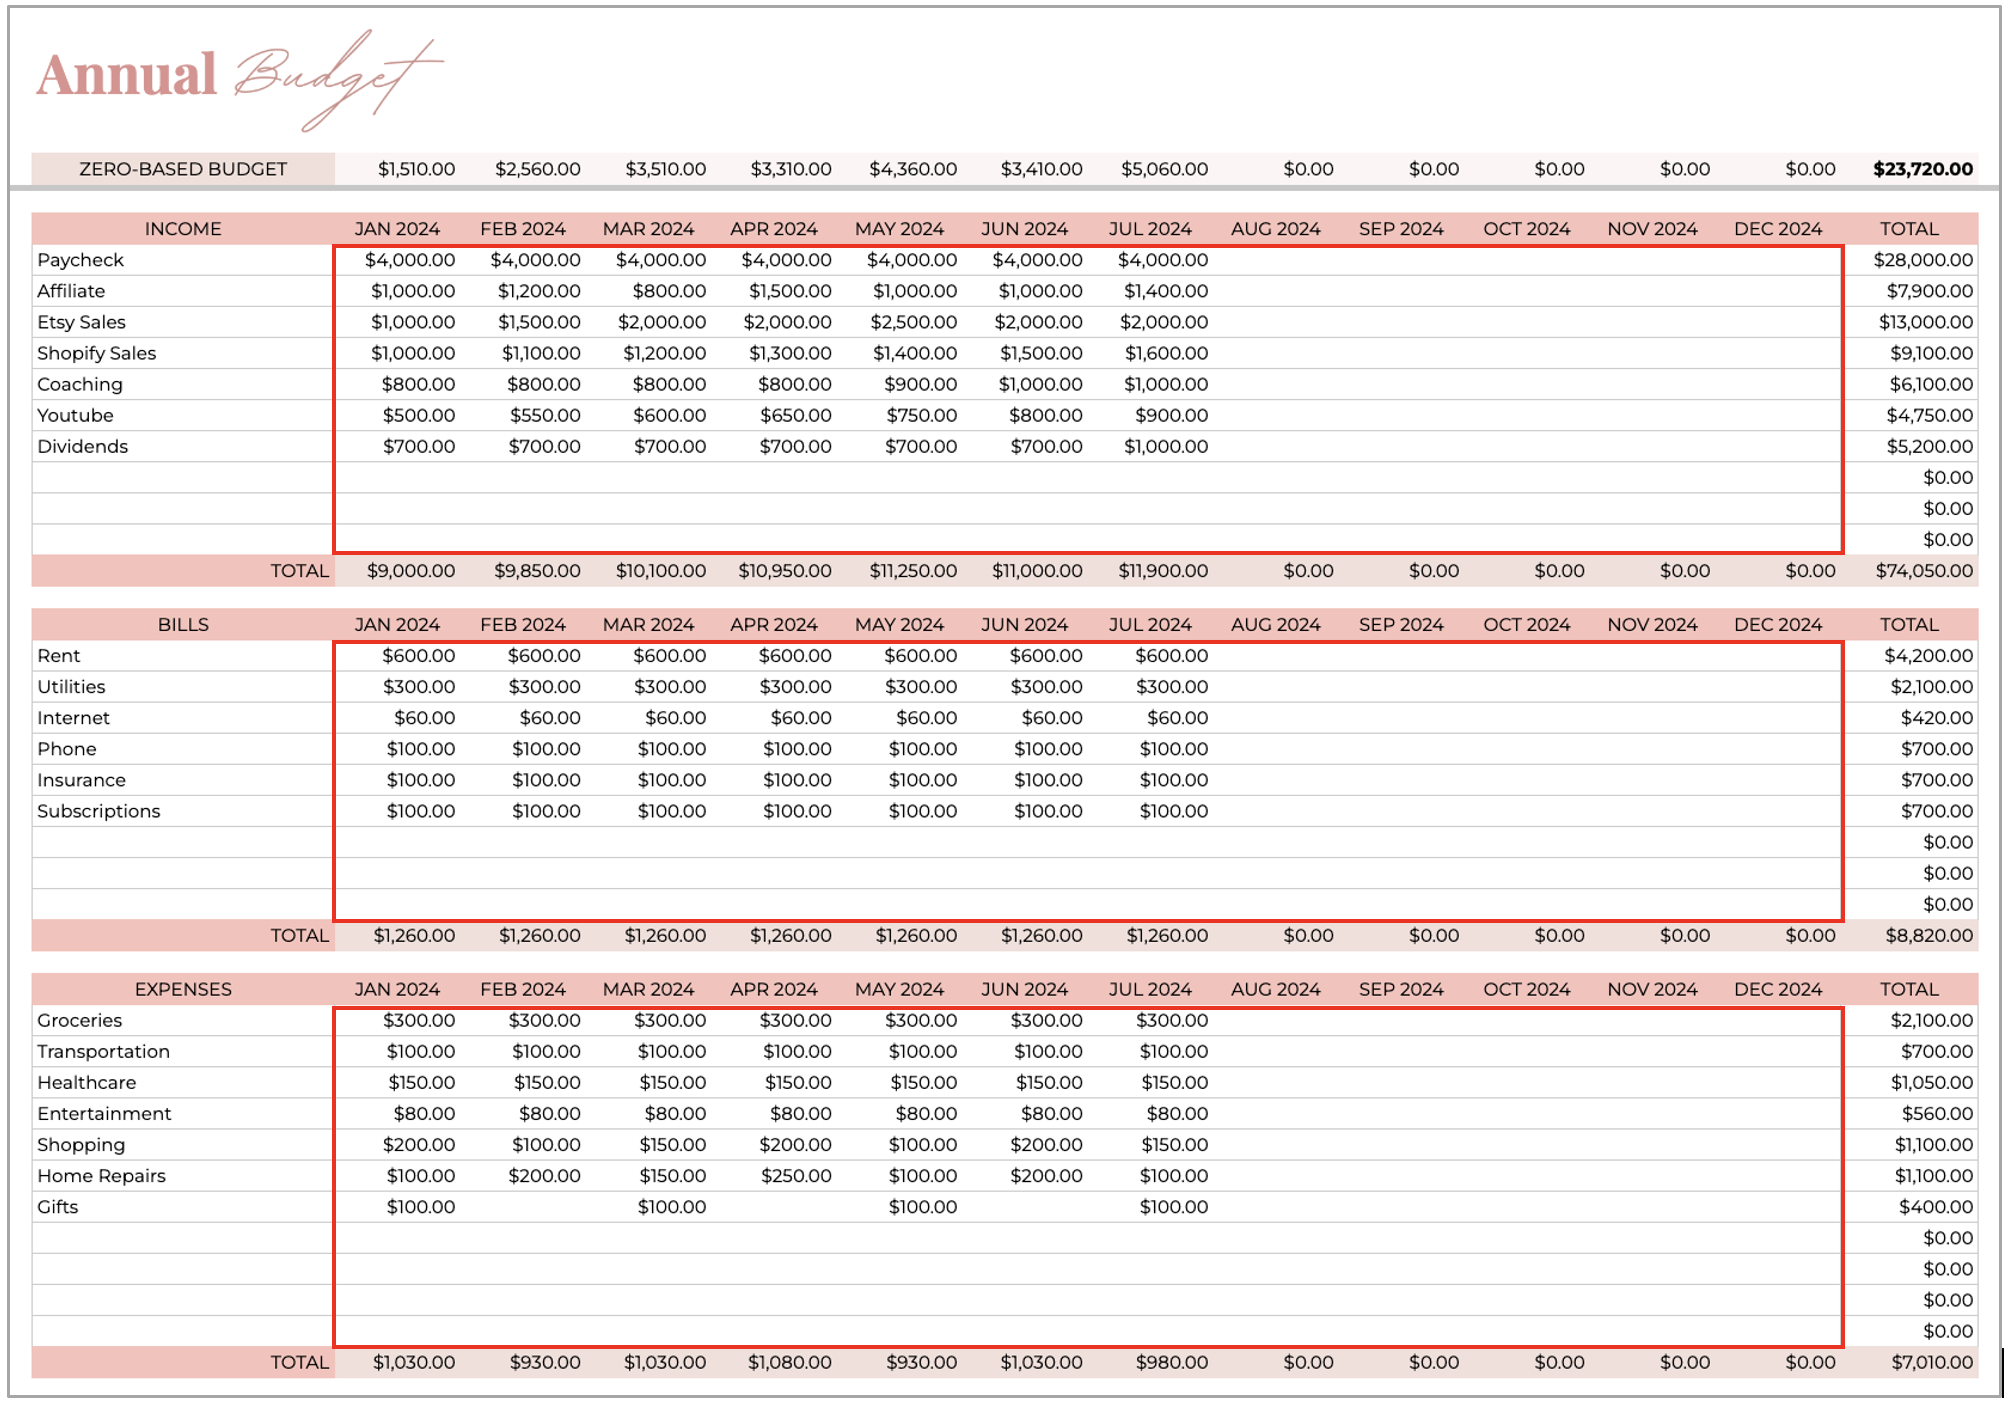 Annual Budget
ZERO-BASED BUDGET $1,510.00 $2,560.00 $3,510.00 $3,310.00 $4,360.00 $3,410.00 $5,060.00 $0.00 $0.00 $0.00 $0.00 $0.00 $23,720.00
INCOME JAN 2024 FEB 2024 MAR 2024 APR 2024 MAY 2024 JUN 2024 JUL 2024 AUG 2024 SEP 2024 OCT 2024 NOV 2024 DEC 2024 TOTAL
Paycheck $4,000.00 $4,000.00 $4,000.00 $4,000.00 $4,000.00 $4,000.00 $4,000.00 $28,000.00
Affiliate $1,000.00 $1,200.00 $800.00 $1,500.00 $1,000.00 $1,000.00 $1,400.00 $7,900.00
Etsy Sales $1,000.00 $1,500.00 $2,000.00 $2,000.00 $2,500.00 $2,000.00 $2,000.00 $13,000.00
Shopify Sales $1,000.00 $1,100.00 $1,200.00 $1,300.00 $1,400.00 $1,500.00 $1,600.00 $9,100.00
Coaching $800.00 $800.00 $800.00 $800.00 $900.00 $1,000.00 $1,000.00 $6,100.00
Youtube $500.00 $550.00 $600.00 $650.00 $750.00 $800.00 $900.00 $4,750.00
Dividends $700.00 $700.00 $700.00 $700.00 $700.00 $700.00 $1,000.00 $5,200.00
$0.00
$0.00
$0.00
TOTAL $9,000.00 $9,850.00 $10,100.00 $10,950.00 $11,250.00 $11,000.00 $11,900.00 $0.00 $0.00 $0.00 $0.00 $0.00 $74,050.00
BILLS JAN 2024 FEB 2024 MAR 2024 APR 2024 MAY 2024 JUN 2024 JUL 2024 AUG 2024 SEP 2024 OCT 2024 NOV 2024 DEC 2024 TOTAL
Rent $600.00 $600.00 $600.00 $600.00 $600.00 $600.00 $600.00 $4,200.00
Utilities $300.00 $300.00 $300.00 $300.00 $300.00 $300.00 $300.00 $2,100.00
Internet $60.00 $60.00 $60.00 $60.00 $60.00 $60.00 $60.00 $420.00
Phone $100.00 $100.00 $100.00 $100.00 $100.00 $100.00 $100.00 $700.00
Insurance $100.00 $100.00 $100.00 $100.00 $100.00 $100.00 $100.00 $700.00
Subscriptions $100.00 $100.00 $100.00 $100.00 $100.00 $100.00 $100.00 $700.00
$0.00
$0.00
$0.00
TOTAL $1,260.00 $1,260.00 $1,260.00 $1,260.00 $1,260.00 $1,260.00 $1,260.00 $0.00 $0.00 $0.00 $0.00 $0.00 $8,820.00
EXPENSES JAN 2024 FEB 2024 MAR 2024 APR 2024 MAY 2024 JUN 2024 JUL 2024 AUG 2024 SEP 2024 OCT 2024 NOV 2024 DEC 2024 TOTAL
Groceries $300.00 $300.00 $300.00 $300.00 $300.00 $300.00 $300.00 $2,100.00
Transportation $100.00 $100.00 $100.00 $100.00 $100.00 $100.00 $100.00 $700.00
Healthcare $150.00 $150.00 $150.00 $150.00 $150.00 $150.00 $150.00 $1,050.00
Entertainment $80.00 $80.00 $80.00 $80.00 $80.00 $80.00 $80.00 $560.00
Shopping $200.00 $100.00 $150.00 $200.00 $100.00 $200.00 $150.00 $1,100.00
Home Repairs $100.00 $200.00 $150.00 $250.00 $100.00 $200.00 $100.00 $1,100.00
Gifts $100.00 $100.00 $100.00 $100.00 $400.00
$0.00
$0.00
$0.00
$0.00
TOTAL $1,030.00 $930.00 $1,030.00 $1,080.00 $930.00 $1,030.00 $980.00 $0.00 $0.00 $0.00 $0.00 $0.00 $7,010.00